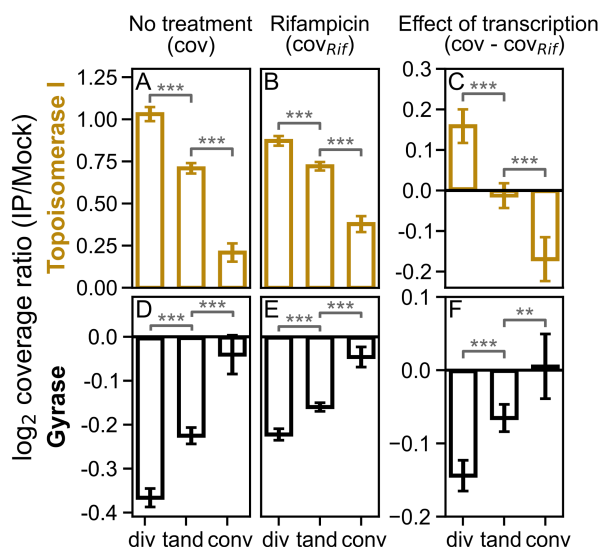 No treatment
(cov)
Rifampicin
(cov_Rif)
Effect of transcription
(cov - cov_Rif)
log₂ coverage ratio (IP/Mock)
Topoisomerase I
Gyrase
A
***
***
1.25
1.00
0.75
0.50
0.25
0.00
B
***
***
C
***
***
0.3
0.2
0.1
0.0
-0.1
-0.2
D
***
***
0.0
-0.1
-0.2
-0.3
-0.4
div tand conv
E
***
***
div tand conv
F
***
**
0.1
0.0
-0.1
-0.2
div tand conv